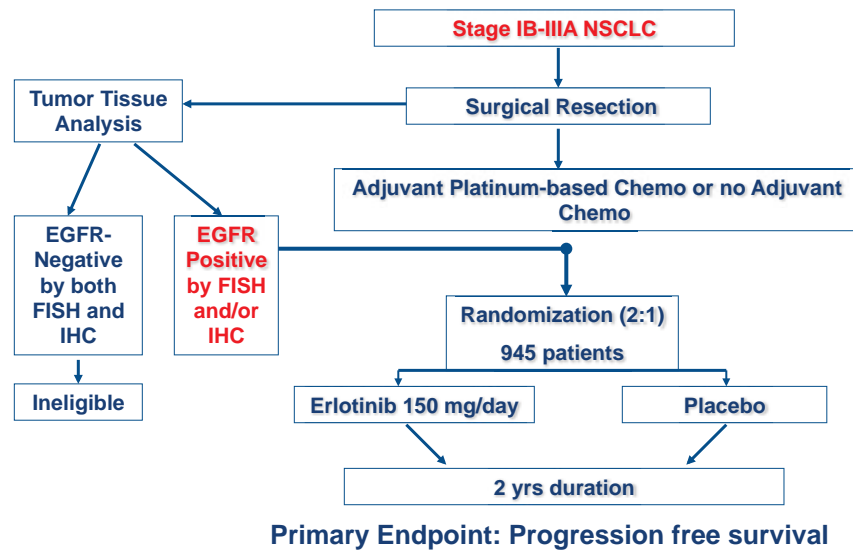 Stage IB-IIIA NSCLC
Tumor Tissue
Analysis
Surgical Resection
Adjuvant Platinum-based Chemo or no Adjuvant
Chemo
EGFR-
Negative
by both
FISH and
IHC
EGFR
Positive
by FISH
and/or
IHC
Randomization (2:1)
945 patients
Ineligible
Erlotinib 150 mg/day
Placebo
2 yrs duration
Primary Endpoint: Progression free survival